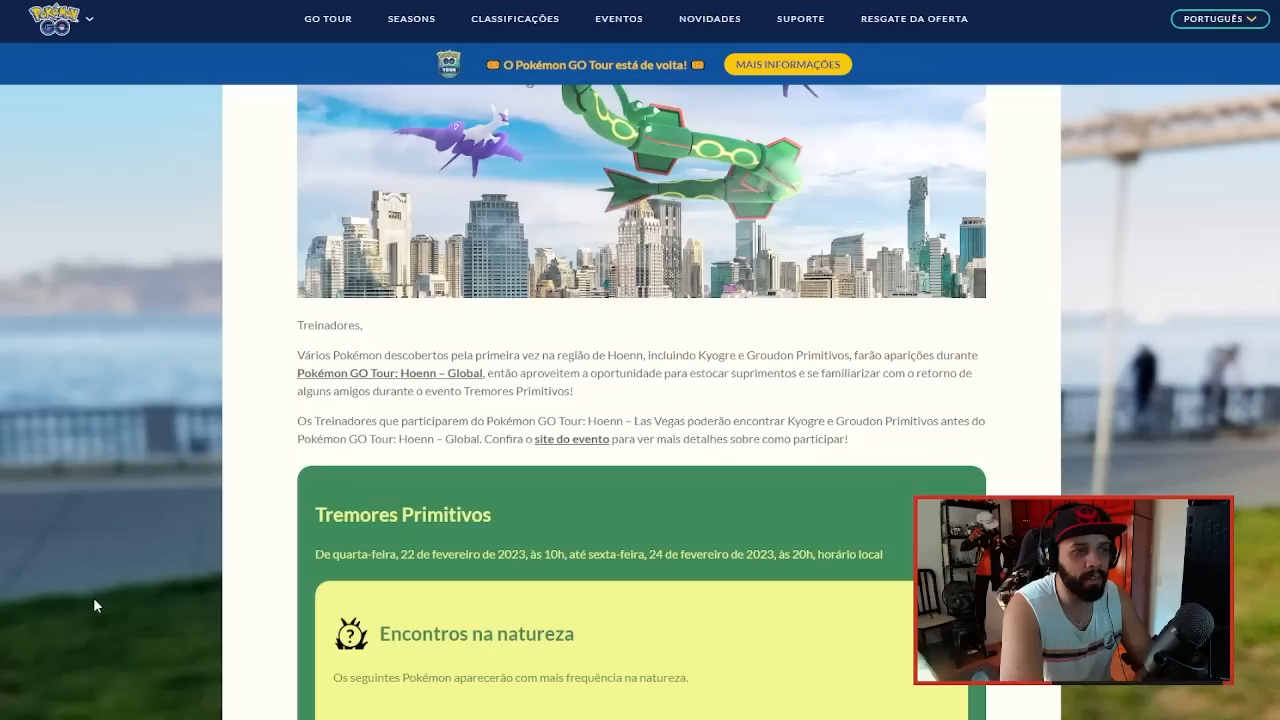 POKÉMON GO
GO TOUR SEASONS CLASSIFICAÇÕES EVENTOS NOVIDADES SUPORTE RESGATE DA OFERTA PORTUGUÊS
GO TOUR O Pokémon GO Tour está de volta! MAIS INFORMAÇÕES
Treinadores,
Vários Pokémon descobertos pela primeira vez na região de Hoenn, incluindo Kyogre e Groudon Primitivos, farão aparições durante
Pokémon GO Tour: Hoenn – Global, então aproveitem a oportunidade para estocar suprimentos e se familiarizar com o retorno de
alguns amigos durante o evento Tremores Primitivos!
Os Treinadores que participarem do Pokémon GO Tour: Hoenn – Las Vegas poderão encontrar Kyogre e Groudon Primitivos antes do
Pokémon GO Tour: Hoenn – Global. Confira o site do evento para ver mais detalhes sobre como participar!
Tremores Primitivos
De quarta-feira, 22 de fevereiro de 2023, às 10h, até sexta-feira, 24 de fevereiro de 2023, às 20h, horário local
? Encontros na natureza
Os seguintes Pokémon aparecerão com mais frequência na natureza.